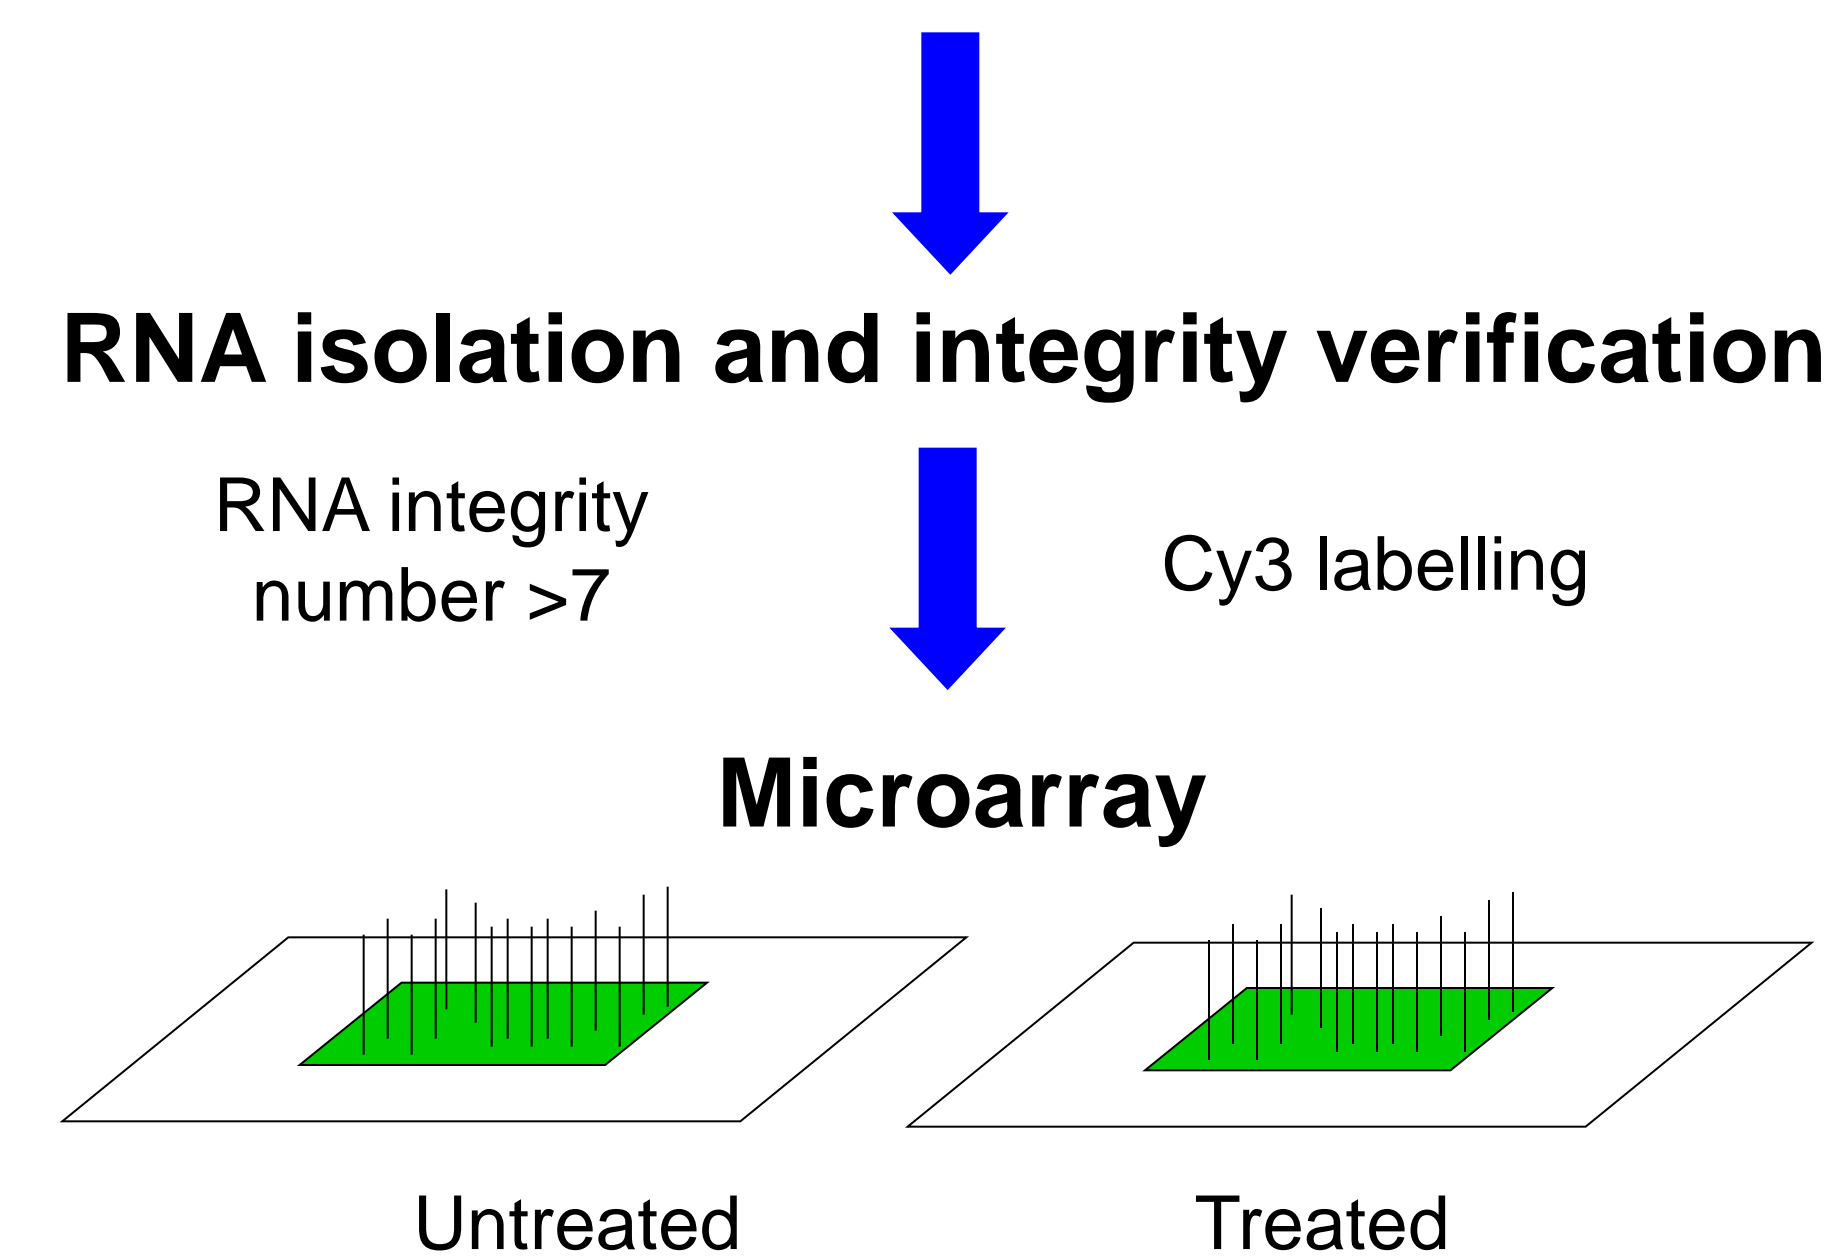 RNA isolation and integrity verification
RNA integrity
number >7
Cy3 labelling
Microarray
Untreated
Treated